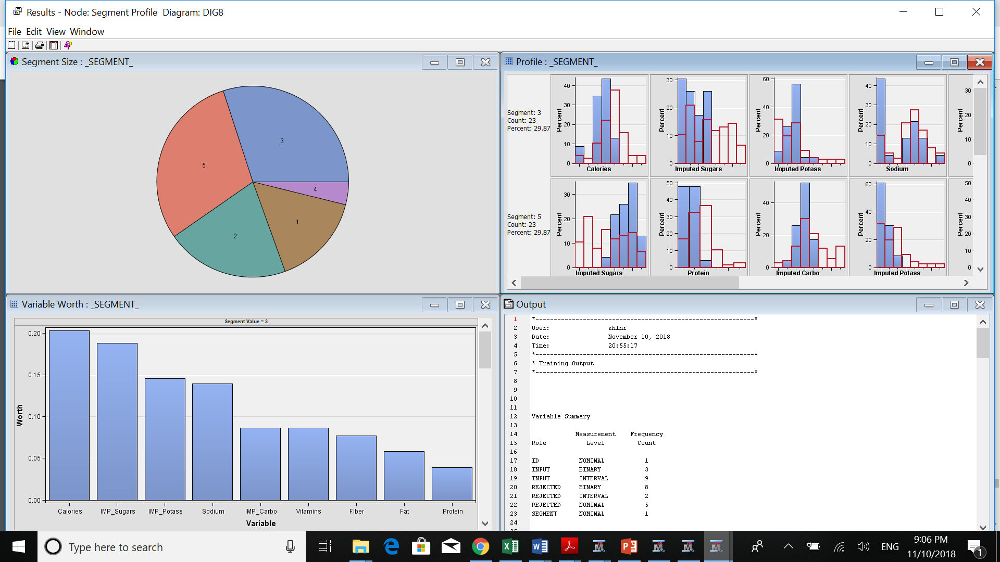 Results - Node: Segment Profile  Diagram: DIG8
File Edit View Window
Segment Size : _SEGMENT_
3
5
4
1
2
Profile : _SEGMENT_
Segment: 3
Count: 23
Percent: 29.87
Percent
40
30
20
10
0
Calories
Percent
30
20
10
0
Imputed Sugars
Percent
60
40
20
0
Imputed Potass
Percent
40
30
20
10
0
Sodium
Percent
30
20
10
0
Segment: 5
Count: 23
Percent: 29.87
Percent
30
20
10
0
Imputed Sugars
Percent
50
40
30
20
10
0
Protein
Percent
40
20
0
Imputed Carbo
Percent
60
40
20
0
Imputed Potass
Percent
50
40
30
20
10
0
Variable Worth : _SEGMENT_
Segment Value = 3
Worth
0.20
0.15
0.10
0.05
0.00
Calories IMP_Sugars IMP_Potass Sodium IMP_Carbo Vitamins Fiber Fat Protein
Variable
Output
1 *------------------------------------------------------------*
2 User: zhlnr
3 Date: November 10, 2018
4 Time: 20:55:17
5 *------------------------------------------------------------*
6 * Training Output
7 *------------------------------------------------------------*
8
9
10
11
12 Variable Summary
13
14 Measurement Frequency
15 Role Level Count
16
17 ID NOMINAL 1
18 INPUT BINARY 3
19 INPUT INTERVAL 9
20 REJECTED BINARY 8
21 REJECTED INTERVAL 2
22 REJECTED NOMINAL 5
23 SEGMENT NOMINAL 1
24
Type here to search
ENG
9:06 PM
11/10/2018
1